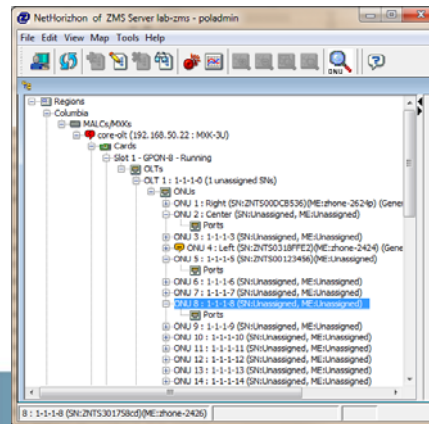 NetHorizhon of ZMS Server lab-zms - poladmin
File Edit View Map Tools Help
ONU
Regions
Columbia
MALCs/MXKs
core-olt (192.168.50.22 : MXK-3U)
Cards
Slot 1 - GPON-8 - Running
OLTs
OLT 1 : 1-1-1-0 (1 unassigned SNs)
ONUs
ONU 1 : Right (SN:ZNTS00DCB536)(ME:zhone-2624p) (Gener
ONU 2 : Center (SN:Unassigned, ME:Unassigned)
Ports
ONU 3 : 1-1-1-3 (SN:Unassigned, ME:Unassigned)
ONU 4 : Left (SN:ZNTS0318FFE2)(ME:zhone-2424) (Gene
ONU 5 : 1-1-1-5 (SN:ZNTS00123456)(ME:Unassigned)
Ports
ONU 6 : 1-1-1-6 (SN:Unassigned, ME:Unassigned)
ONU 7 : 1-1-1-7 (SN:Unassigned, ME:Unassigned)
ONU 8 : 1-1-1-8 (SN:Unassigned, ME:Unassigned)
Ports
ONU 9 : 1-1-1-9 (SN:Unassigned, ME:Unassigned)
ONU 10 : 1-1-1-10 (SN:Unassigned, ME:Unassigned)
ONU 11 : 1-1-1-11 (SN:Unassigned, ME:Unassigned)
ONU 12 : 1-1-1-12 (SN:Unassigned, ME:Unassigned)
ONU 13 : 1-1-1-13 (SN:Unassigned, ME:Unassigned)
ONU 14 : 1-1-1-14 (SN:Unassigned, ME:Unassigned)
8 : 1-1-1-8 (SN:ZNTS301758cd)(ME:zhone-2426)